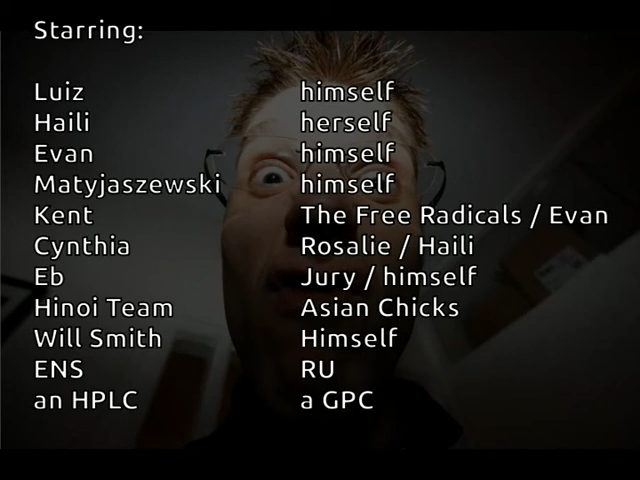 Starring:
Luiz himself
Haili herself
Evan himself
Matyjaszewski himself
Kent The Free Radicals / Evan
Cynthia Rosalie / Haili
Eb Jury / himself
Hinoi Team Asian Chicks
Will Smith Himself
ENS RU
an HPLC a GPC